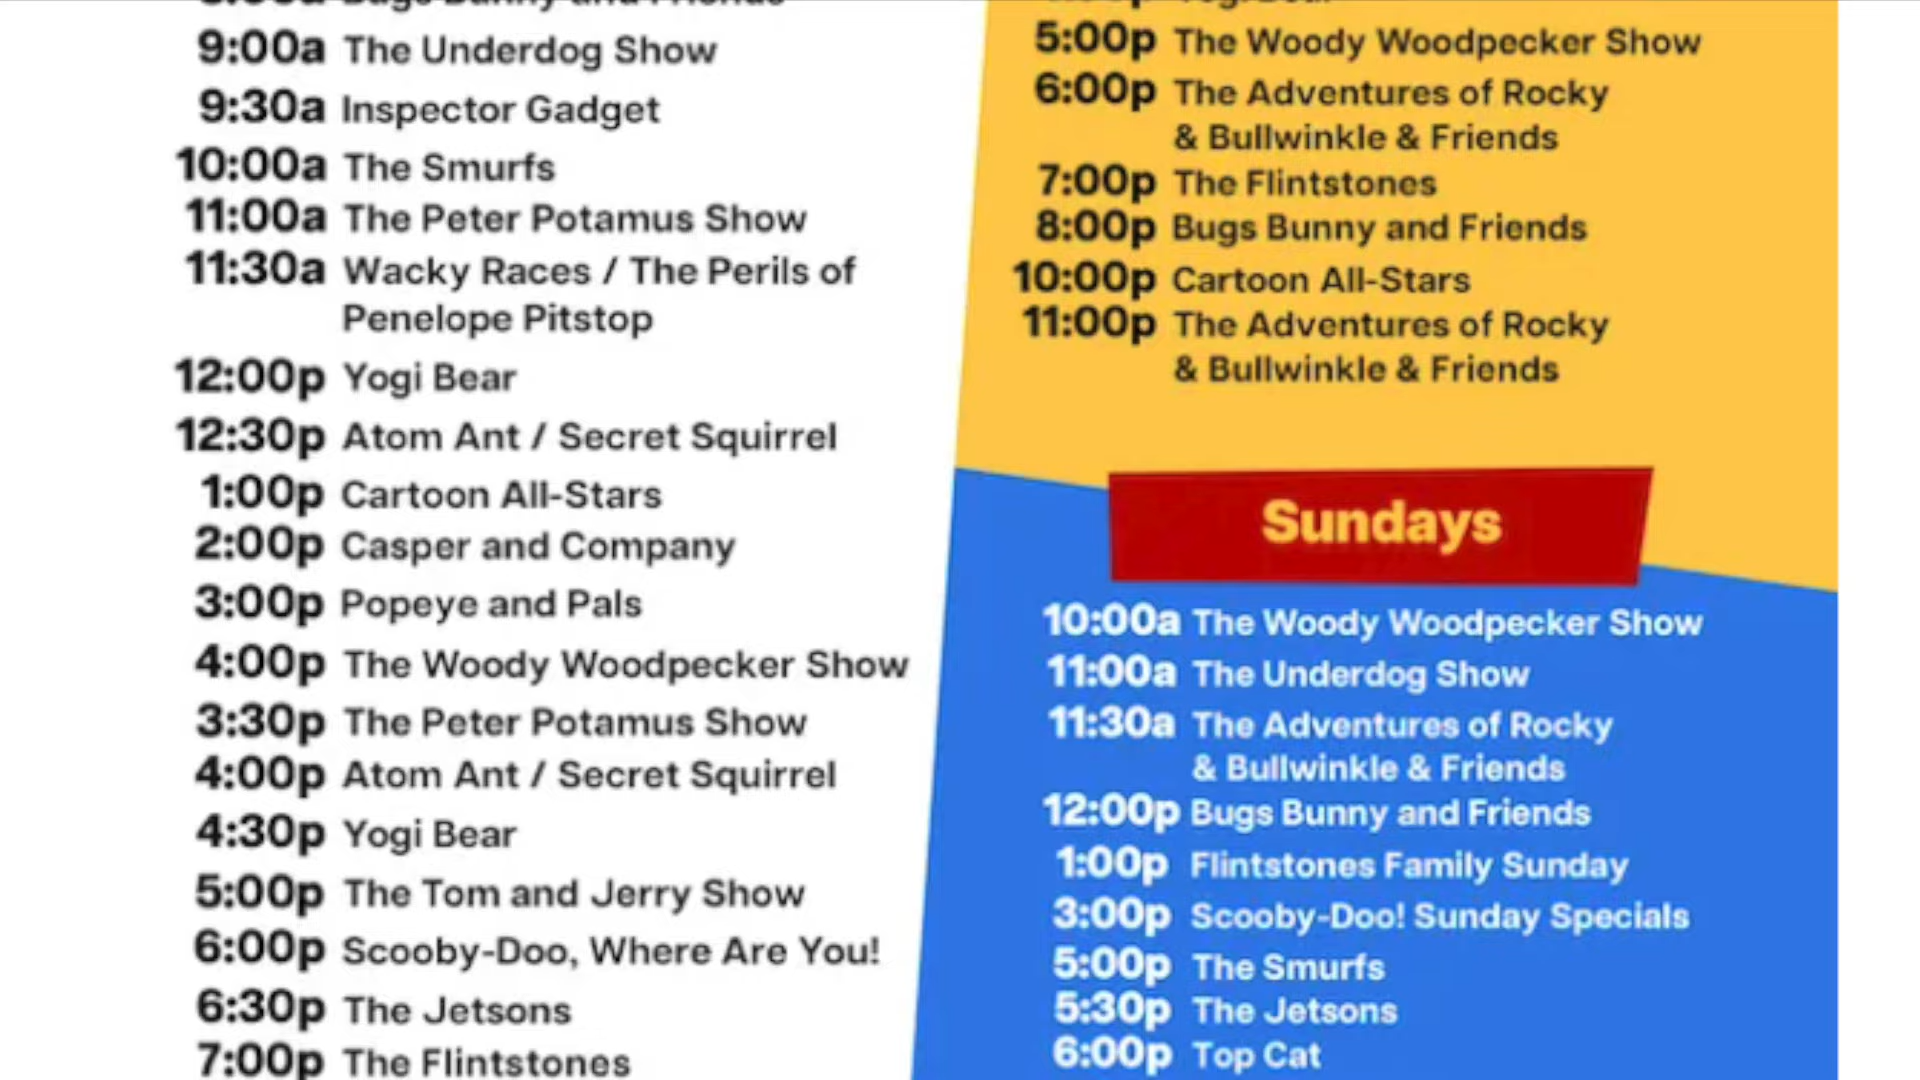 Bugs Bunny and Friends
9:00a The Underdog Show
9:30a Inspector Gadget
10:00a The Smurfs
11:00a The Peter Potamus Show
11:30a Wacky Races / The Perils of
Penelope Pitstop
12:00p Yogi Bear
12:30p Atom Ant / Secret Squirrel
1:00p Cartoon All-Stars
2:00p Casper and Company
3:00p Popeye and Pals
4:00p The Woody Woodpecker Show
3:30p The Peter Potamus Show
4:00p Atom Ant / Secret Squirrel
4:30p Yogi Bear
5:00p The Tom and Jerry Show
6:00p Scooby-Doo, Where Are You!
6:30p The Jetsons
7:00p The Flintstones
5:00p The Woody Woodpecker Show
6:00p The Adventures of Rocky
& Bullwinkle & Friends
7:00p The Flintstones
8:00p Bugs Bunny and Friends
10:00p Cartoon All-Stars
11:00p The Adventures of Rocky
& Bullwinkle & Friends
Sundays
10:00a The Woody Woodpecker Show
11:00a The Underdog Show
11:30a The Adventures of Rocky
& Bullwinkle & Friends
12:00p Bugs Bunny and Friends
1:00p Flintstones Family Sunday
3:00p Scooby-Doo! Sunday Specials
5:00p The Smurfs
5:30p The Jetsons
6:00p Top Cat